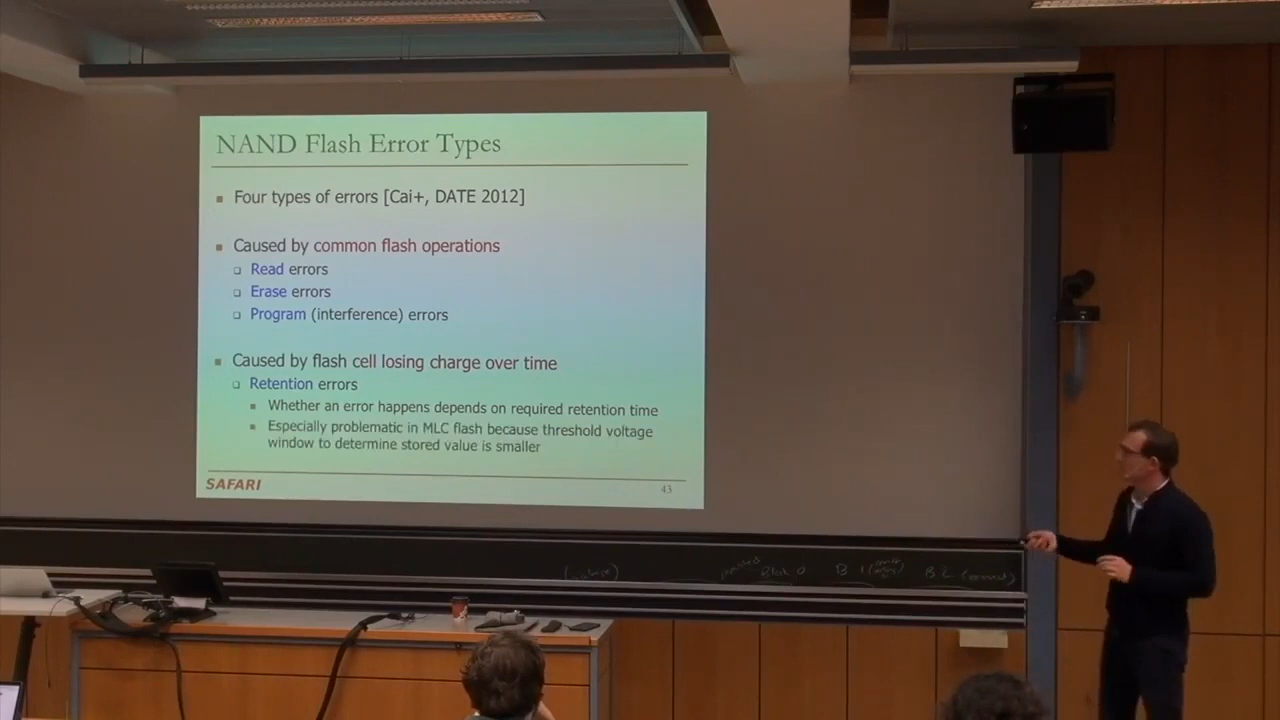 NAND Flash Error Types
Four types of errors [Cai+, DATE 2012]
Caused by common flash operations
Read errors
Erase errors
Program (interference) errors
Caused by flash cell losing charge over time
Retention errors
Whether an error happens depends on required retention time
Especially problematic in MLC flash because threshold voltage
window to determine stored value is smaller
SAFARI
43
Block 0